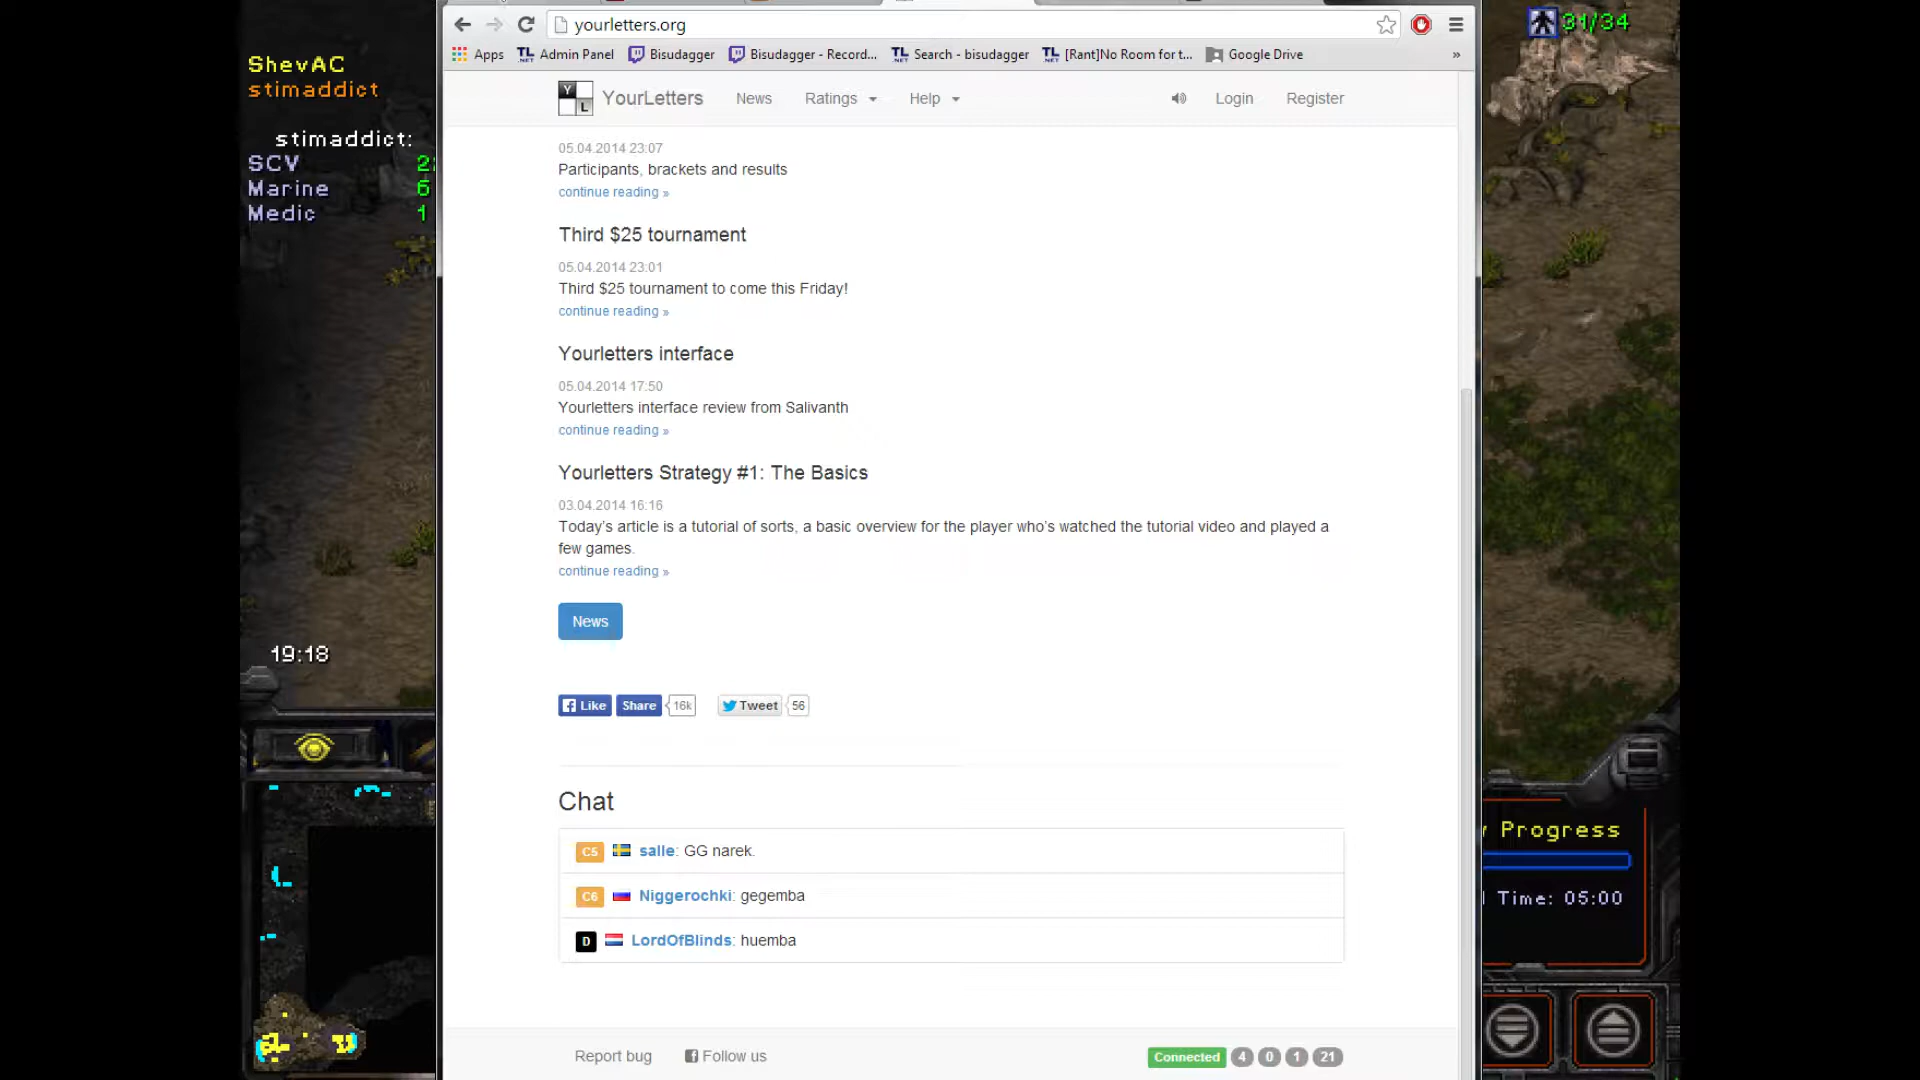 yourletters.org
Apps Admin Panel Bisudagger Bisudagger - Record... Search - bisudagger [Rant]No Room for t... Google Drive »
31/34
ShevAC
stimaddict
stimaddict:
SCV 2
Marine 6
Medic 1
YourLetters News Ratings Help Login Register
05.04.2014 23:07
Participants, brackets and results
continue reading »
Third $25 tournament
05.04.2014 23:01
Third $25 tournament to come this Friday!
continue reading »
Yourletters interface
05.04.2014 17:50
Yourletters interface review from Salivanth
continue reading »
Yourletters Strategy #1: The Basics
03.04.2014 16:16
Today's article is a tutorial of sorts, a basic overview for the player who's watched the tutorial video and played a
few games.
continue reading »
News
19:18
Like Share 16k Tweet 56
Chat
C5 salle: GG narek.
C6 Niggerochki: gegemba
D LordOfBlinds: huemba
Progress
Time: 05:00
Report bug Follow us Connected 4 0 1 21